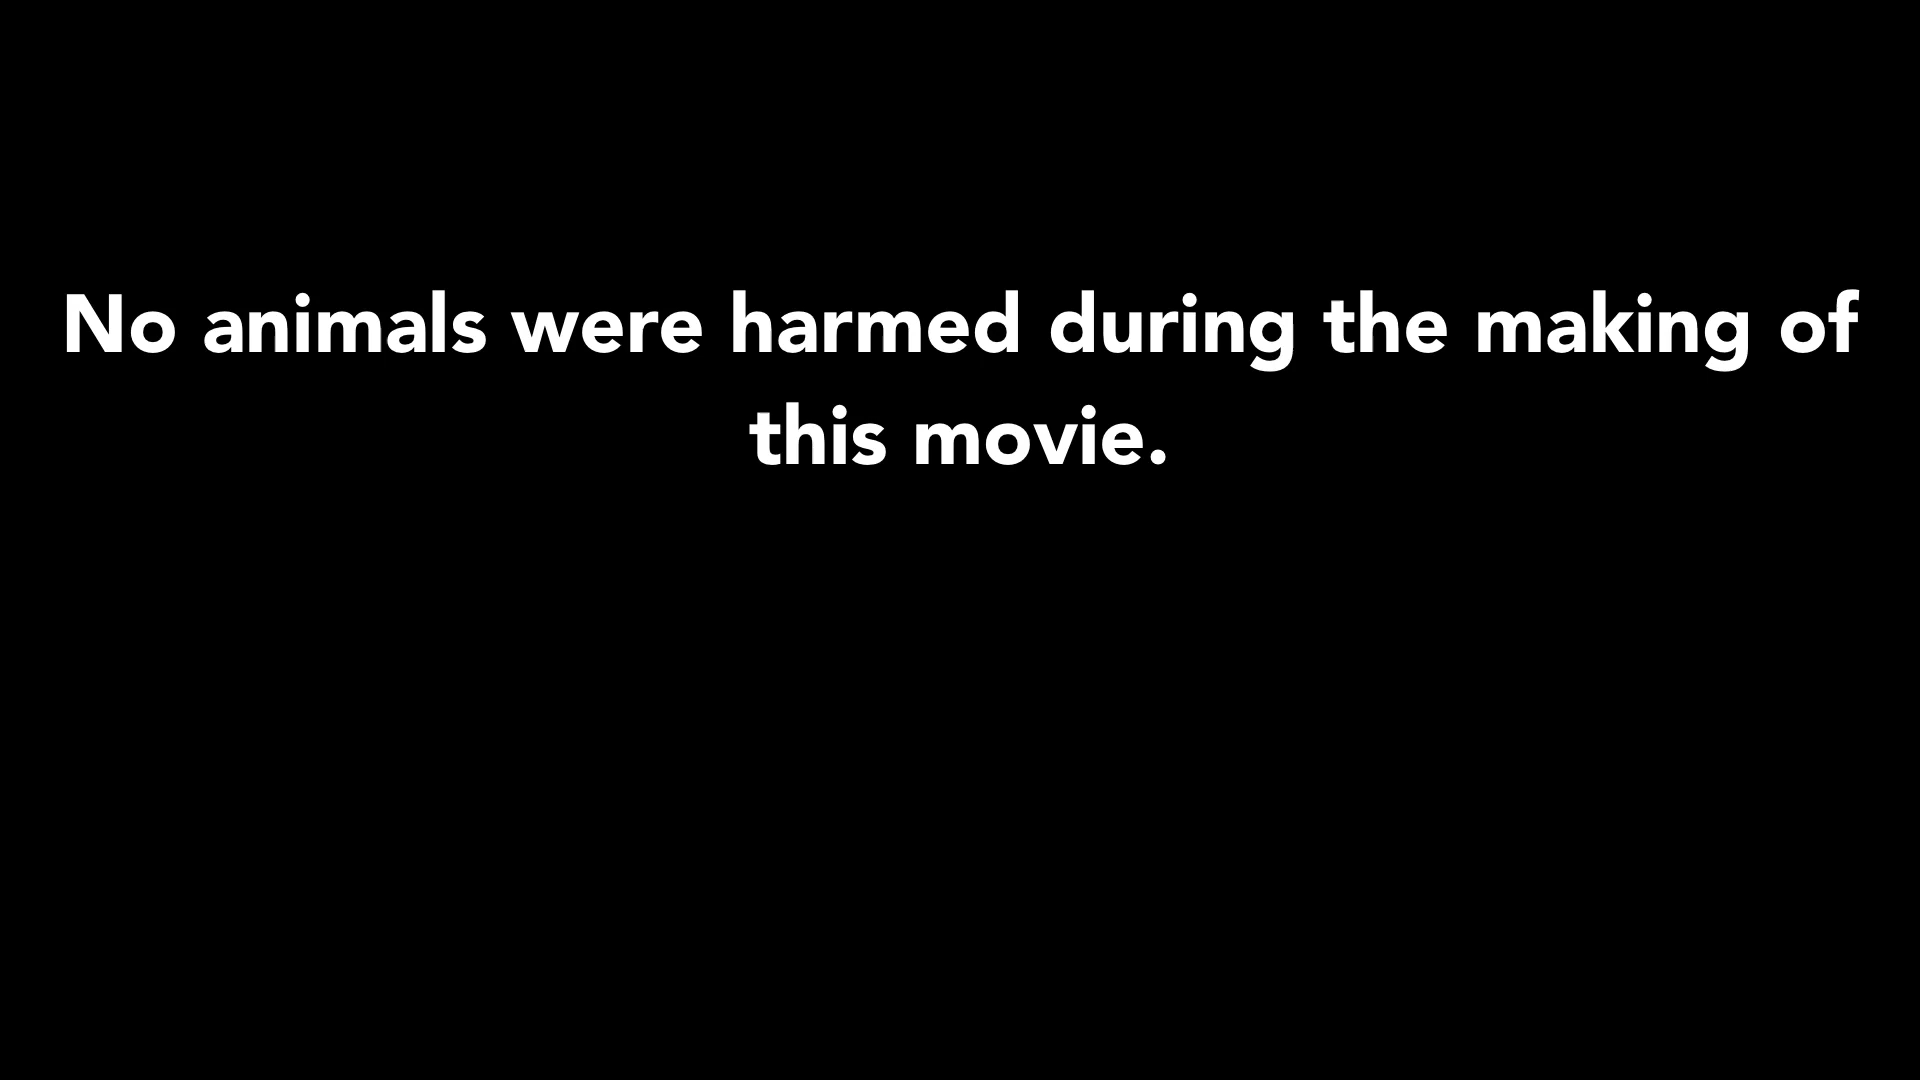 No animals were harmed during the making of
this movie.